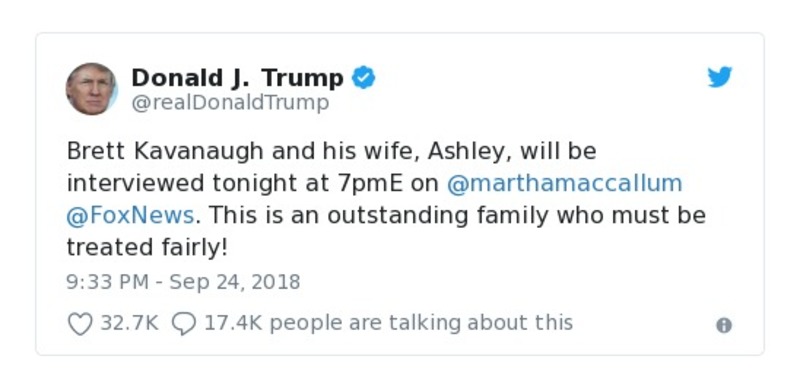 Donald J. Trump
@realDonaldTrump
Brett Kavanaugh and his wife, Ashley, will be
interviewed tonight at 7pmE on @marthamaccallum
@FoxNews. This is an outstanding family who must be
treated fairly!
9:33 PM - Sep 24, 2018
32.7K 17.4K people are talking about this